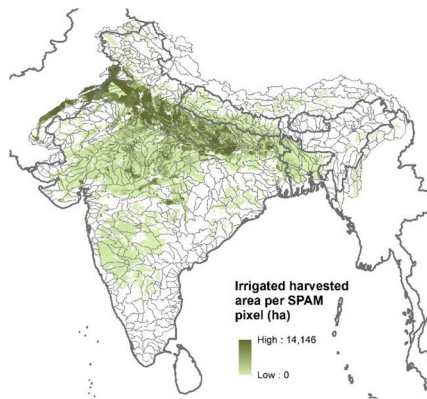 Irrigated harvested
area per SPAM
pixel (ha)
High : 14,146
Low : 0